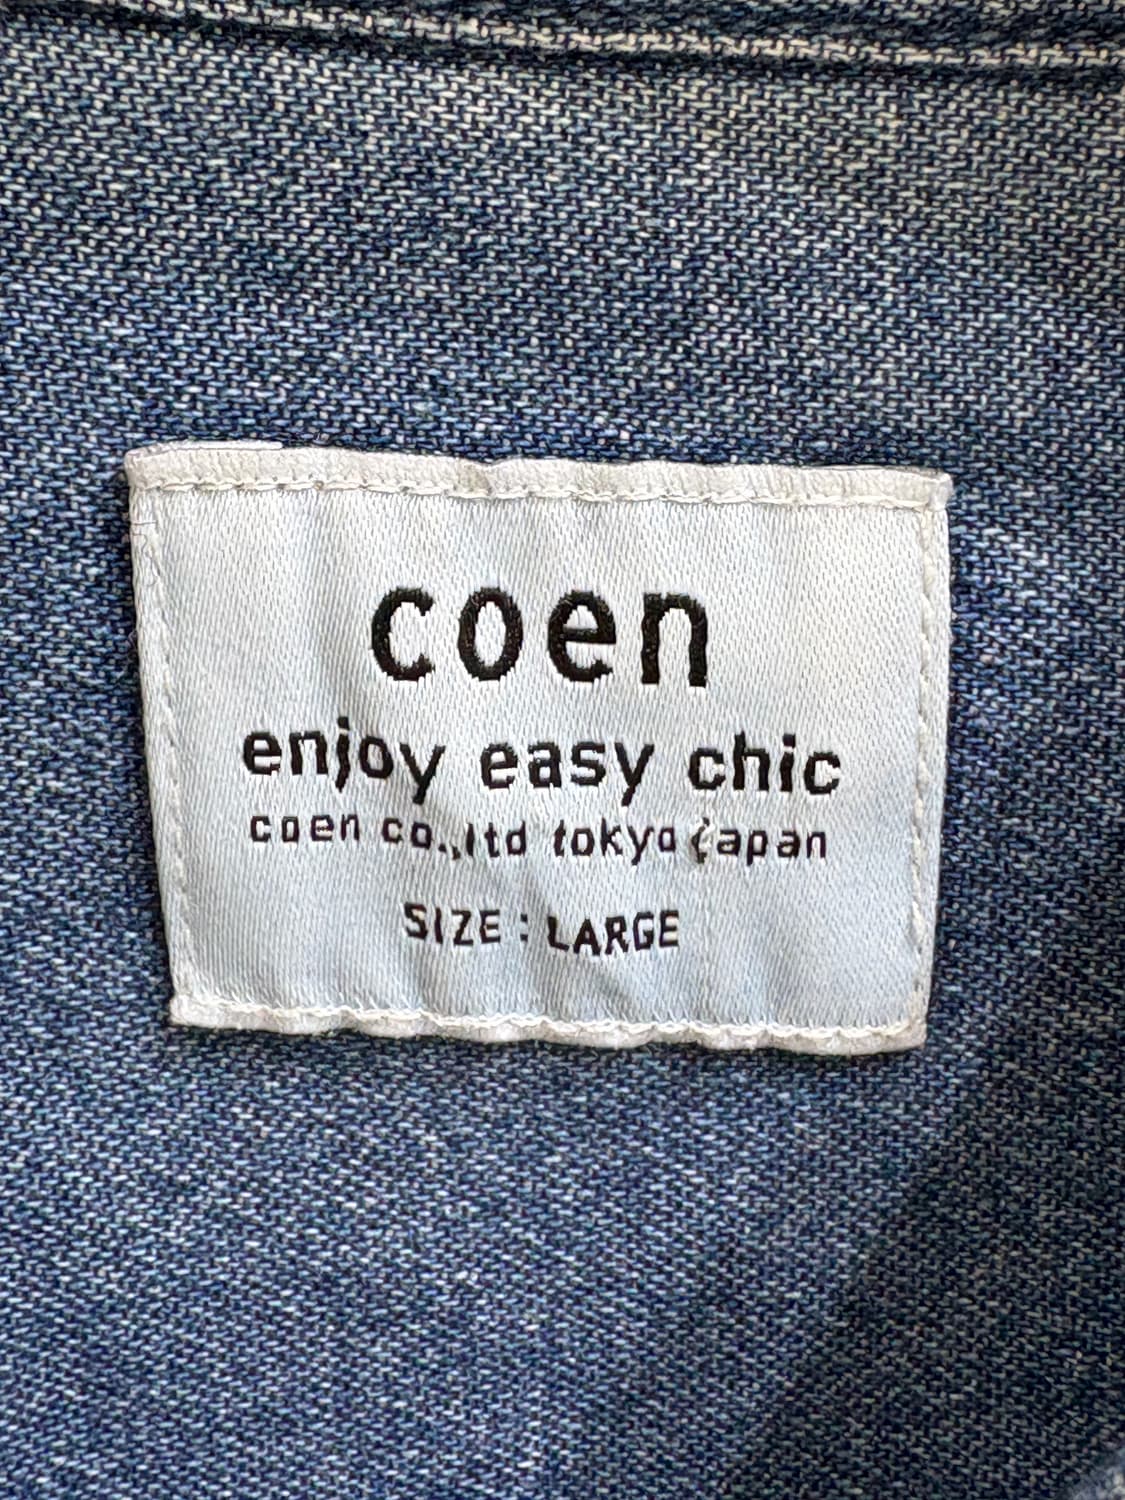 coen
enjoy easy chic
coen co.,ltd tokyo japan
SIZE : LARGE